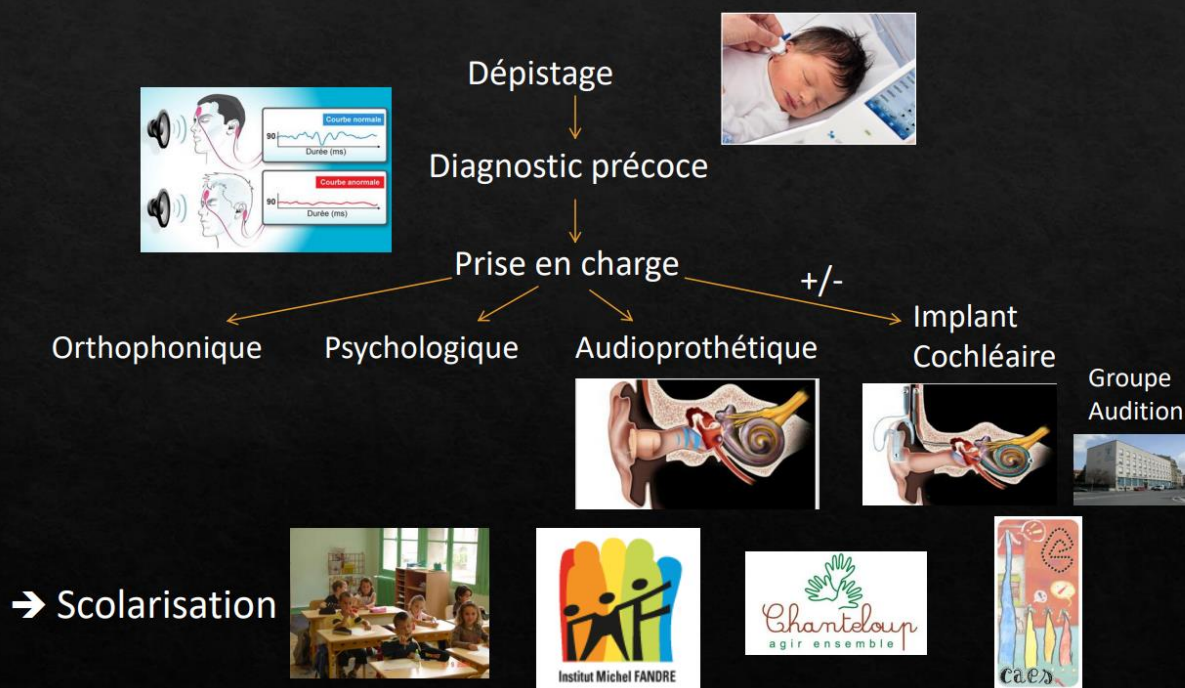 Dépistage
Courbe normale
90
Durée (ms)
Courbe anormale
90
Durée (ms)
Diagnostic précoce
Prise en charge
+/-
Orthophonique
Psychologique
Audioprothétique
Implant
Cochléaire
Groupe
Audition
➔ Scolarisation
Institut Michel FANDRE
Chanteloup
agir ensemble
e
caes